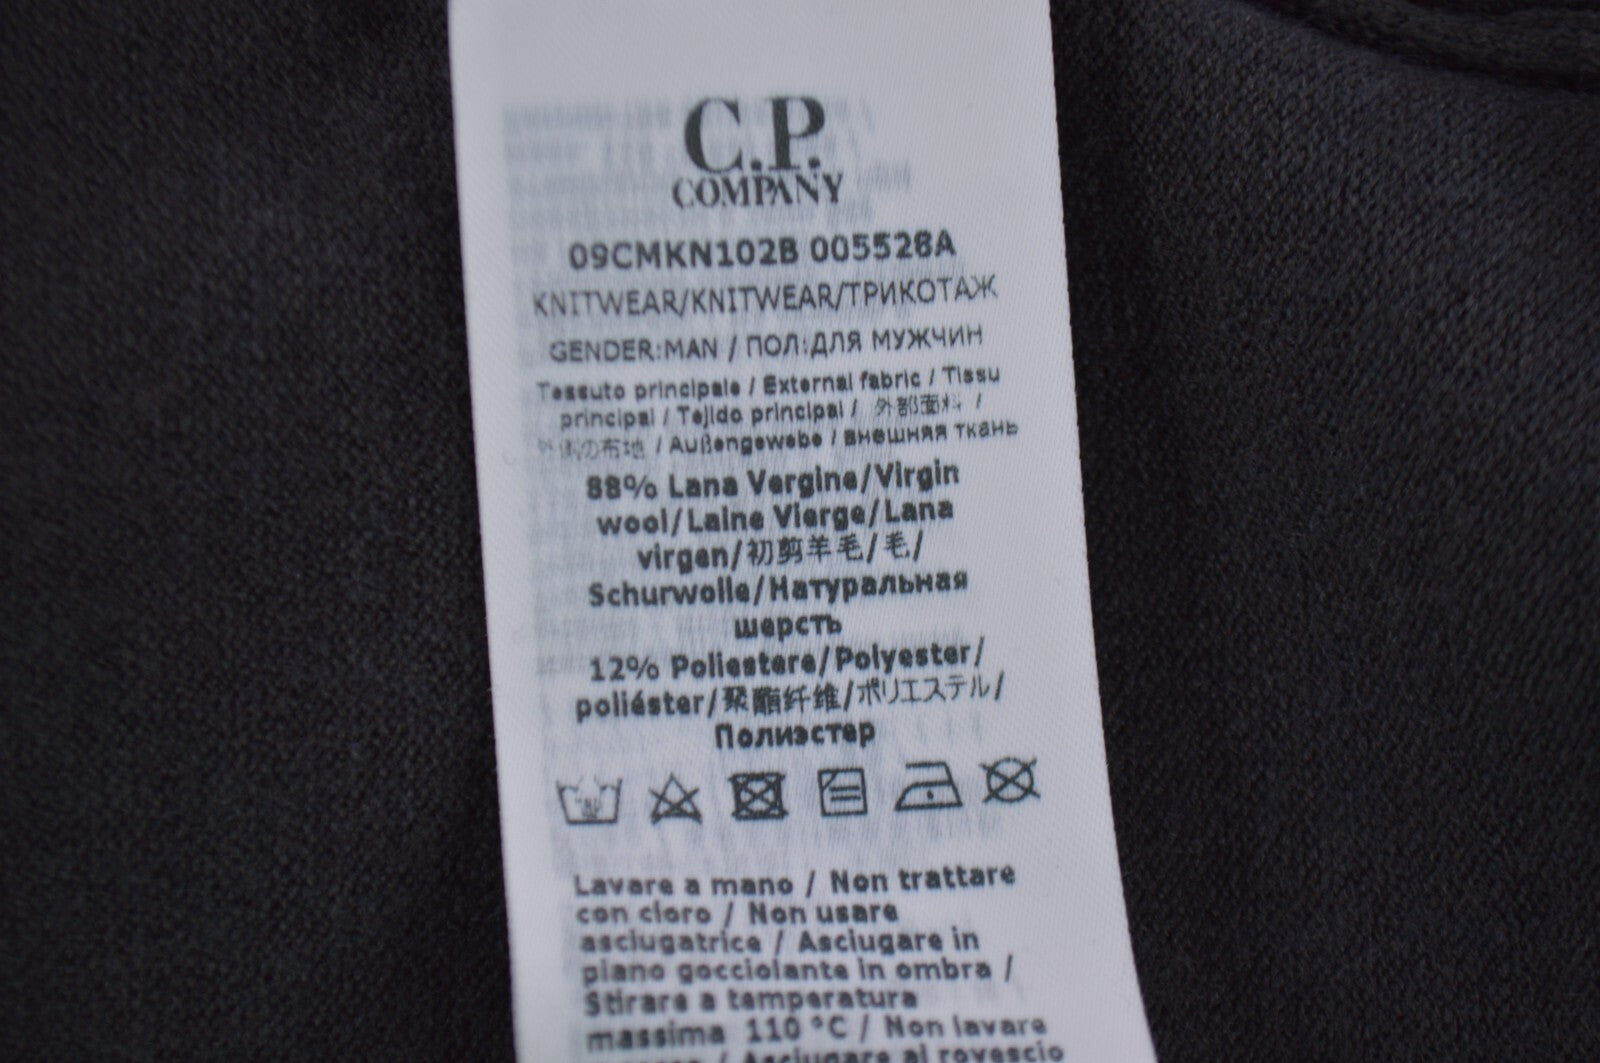 C.P.
COMPANY
09CMKN102B 005528A
KNITWEAR/KNITWEAR/ТРИКОТАЖ
GENDER:MAN / ПОЛ:ДЛЯ МУЖЧИН
Tessuto principale / External fabric / Tissu
principal / Tejido principal / 外部面料 /
の布地 / Außengewebe / внешняя ткань
88% Lana Vergine/Virgin
wool/Laine Vierge/Lana
virgen/初剪羊毛/毛/
Schurwolle/Натуральная
шерсть
12% Poliestere/Polyester/
poliéster/聚酯纤维/ポリエステル/
Полиэстер
Lavare a mano / Non trattare
con cloro / Non usare
asciugatrice / Asciugare in
piano gocciolante in ombra /
Stirare a temperatura
massima 110 °C / Non lavare
/ Asciugare al rovescio